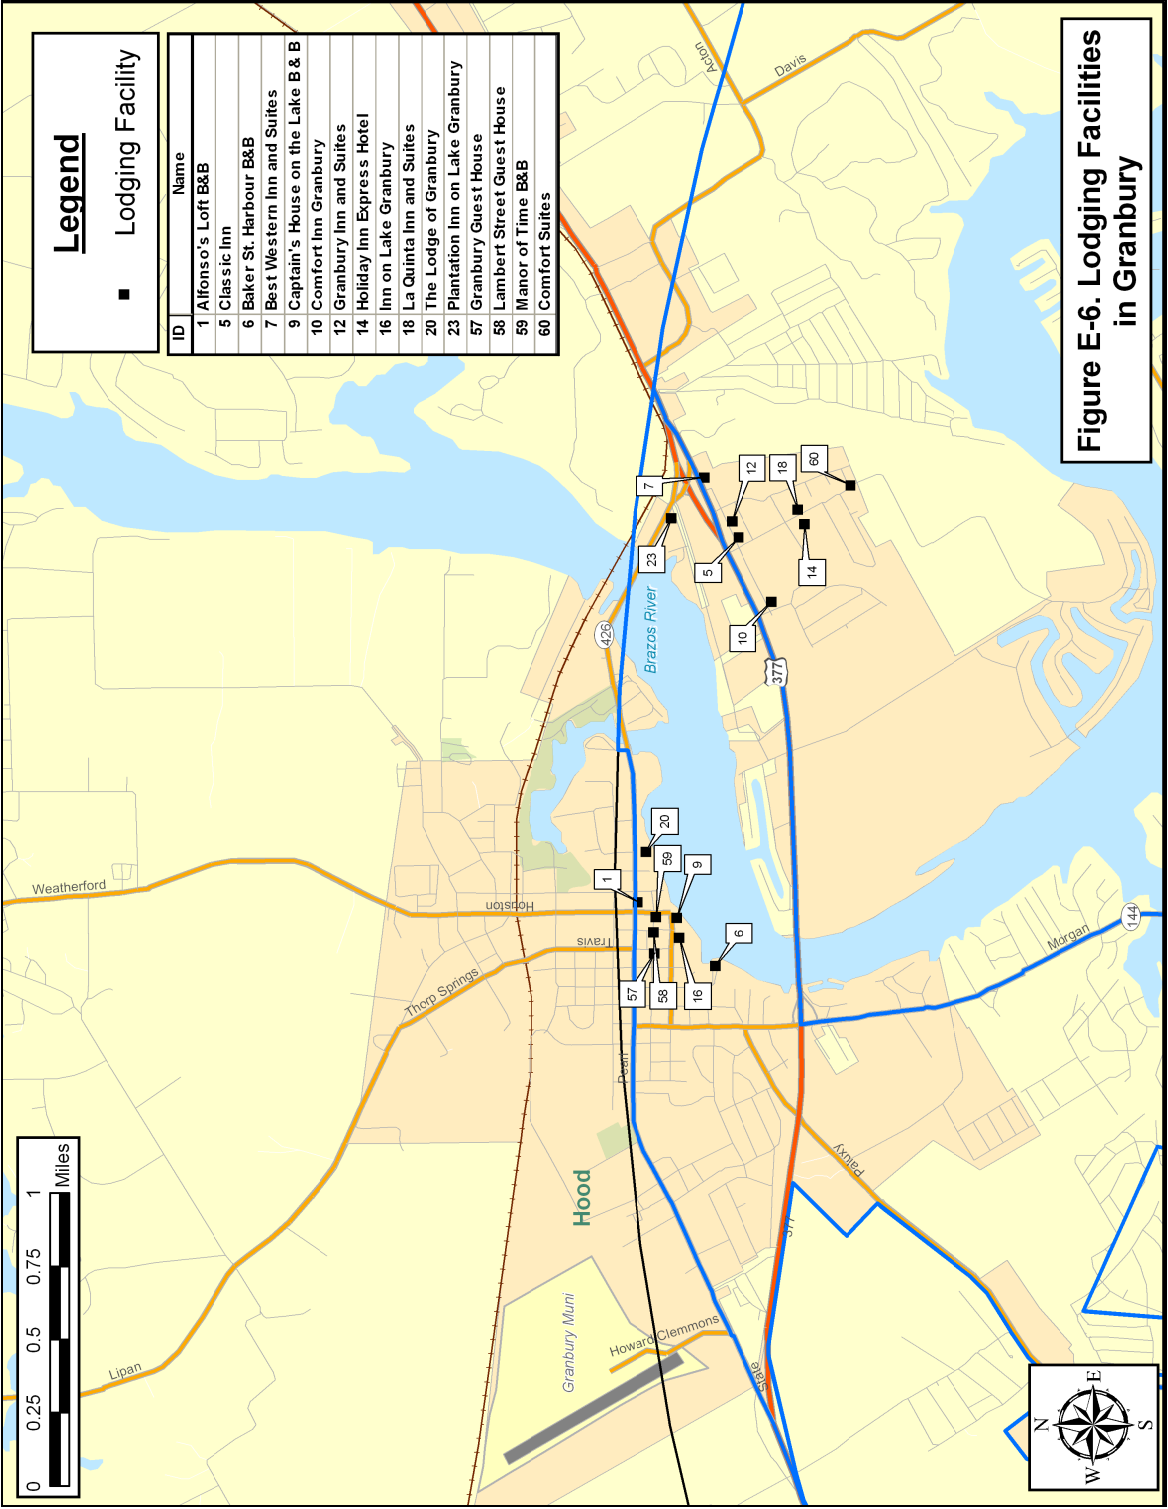 Legend
Lodging Facility
ID Name
1 Alfonso's Loft B&B
5 Classic Inn
6 Baker St. Harbour B&B
7 Best Western Inn and Suites
9 Captain's House on the Lake B & B
10 Comfort Inn Granbury
12 Granbury Inn and Suites
14 Holiday Inn Express Hotel
16 Inn on Lake Granbury
18 La Quinta Inn and Suites
20 The Lodge of Granbury
23 Plantation Inn on Lake Granbury
57 Granbury Guest House
58 Lambert Street Guest House
59 Manor of Time B&B
60 Comfort Suites
0 0.25 0.5 0.75 1
Miles
Lipan
Thorp Springs
Weatherford
Houston
Travis
Pearl
Hood
Granbury Muni
Howard Clemmons
State
377
Paluxy
Morgan
144
Brazos River
426
377
Acton
Davis
1
20
59
9
6
57
58
16
7
23
5
12
18
60
14
10
N
E
S
W
Figure E-6. Lodging Facilities
in Granbury